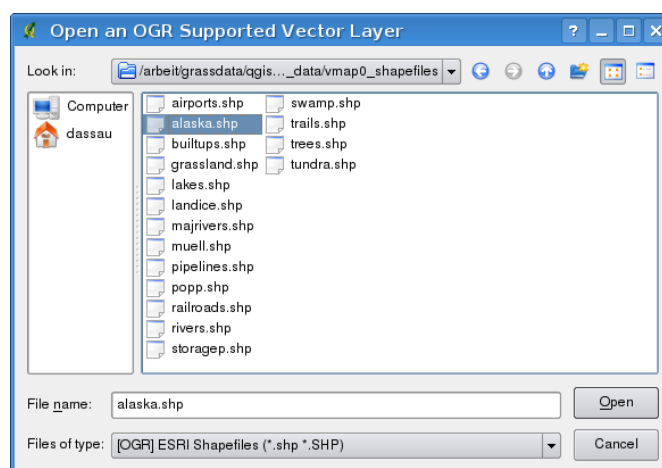 Open an OGR Supported Vector Layer
Look in: /arbeit/grassdata/qgis..._data/vmap0_shapefiles
Computer
dassau
airports.shp
alaska.shp
builtups.shp
grassland.shp
lakes.shp
landice.shp
majrivers.shp
muell.shp
pipelines.shp
popp.shp
railroads.shp
rivers.shp
storagep.shp
swamp.shp
trails.shp
trees.shp
tundra.shp
File name: alaska.shp
Open
Files of type: [OGR] ESRI Shapefiles (*.shp *.SHP)
Cancel